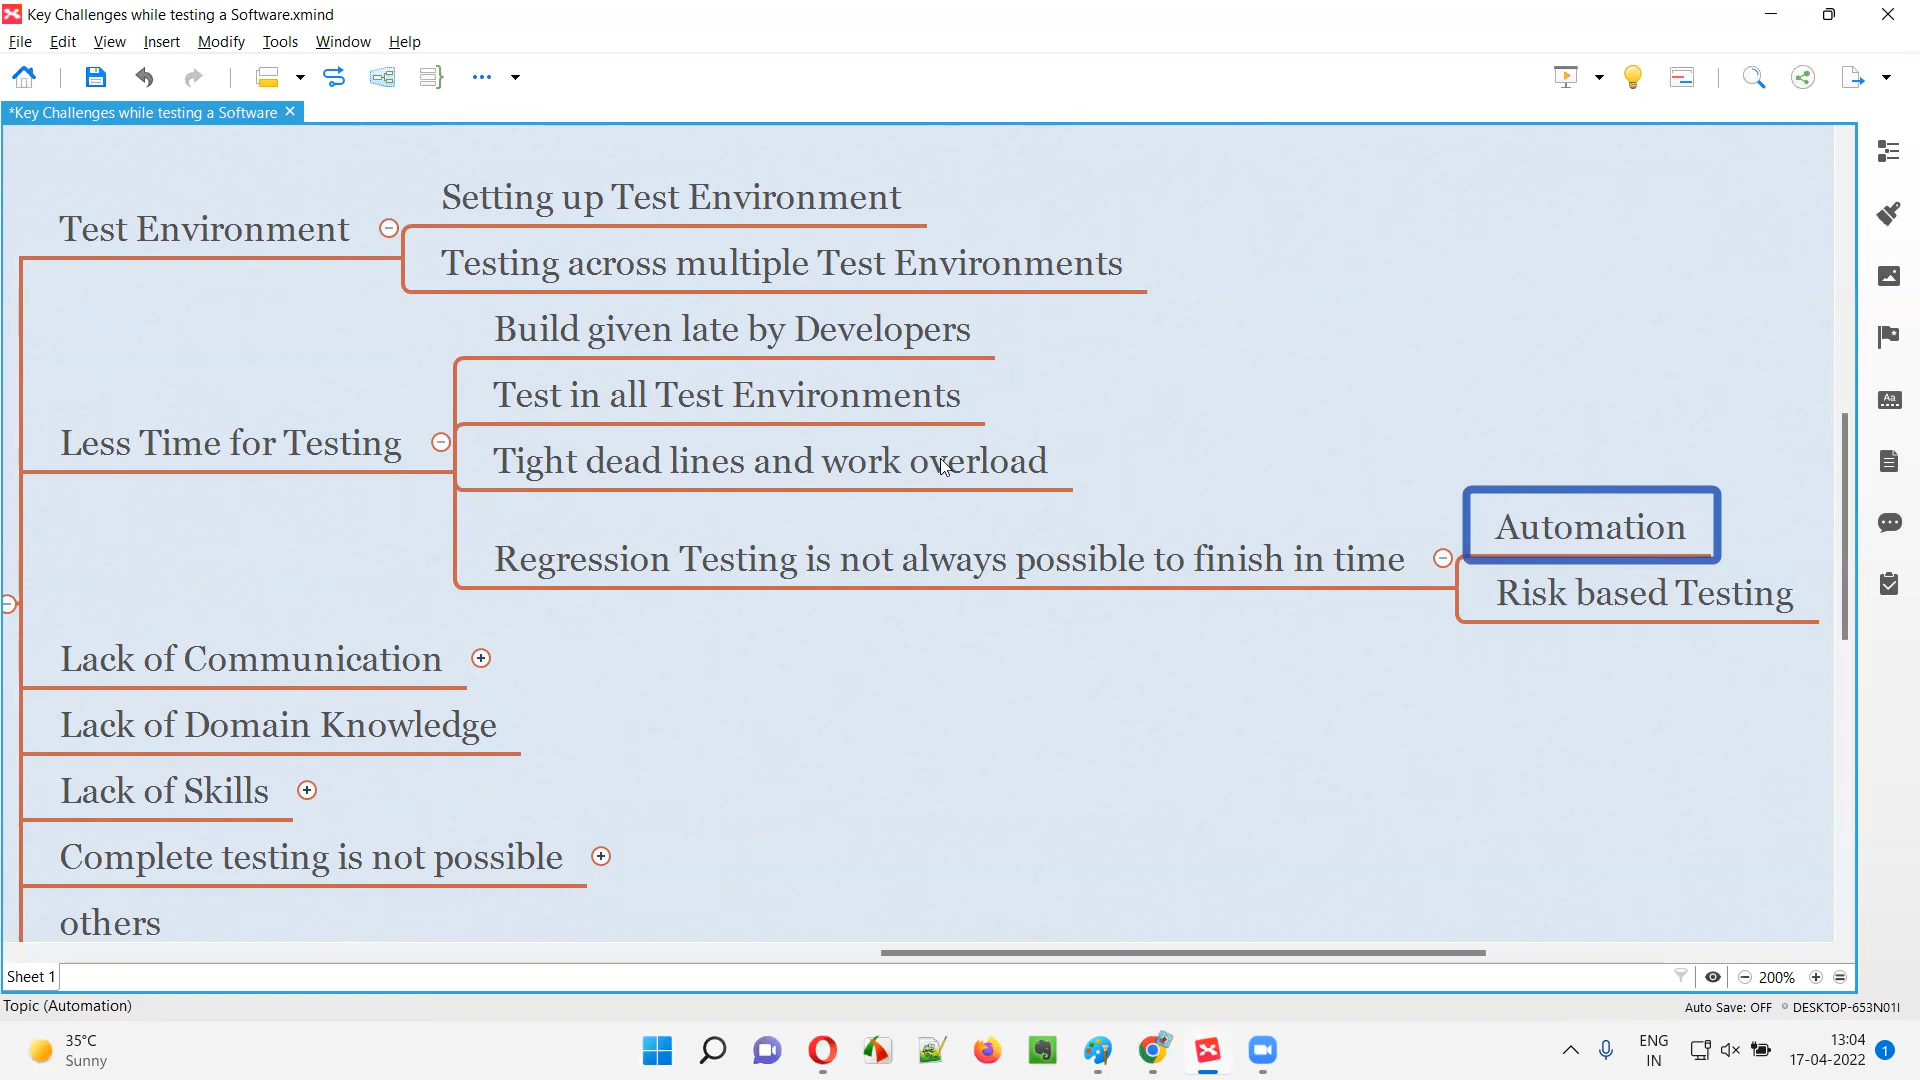 Key Challenges while testing a Software.xmind
File Edit View Insert Modify Tools Window Help
*Key Challenges while testing a Software
Setting up Test Environment
Test Environment
Testing across multiple Test Environments
Build given late by Developers
Test in all Test Environments
Less Time for Testing
Tight dead lines and work overload
Automation
Regression Testing is not always possible to finish in time
Risk based Testing
Lack of Communication
Lack of Domain Knowledge
Lack of Skills
Complete testing is not possible
others
Sheet 1
200%
Topic (Automation)
Auto Save: OFF DESKTOP-653N01I
35°C
Sunny
ENG
IN
13:04
17-04-2022
1
Aa